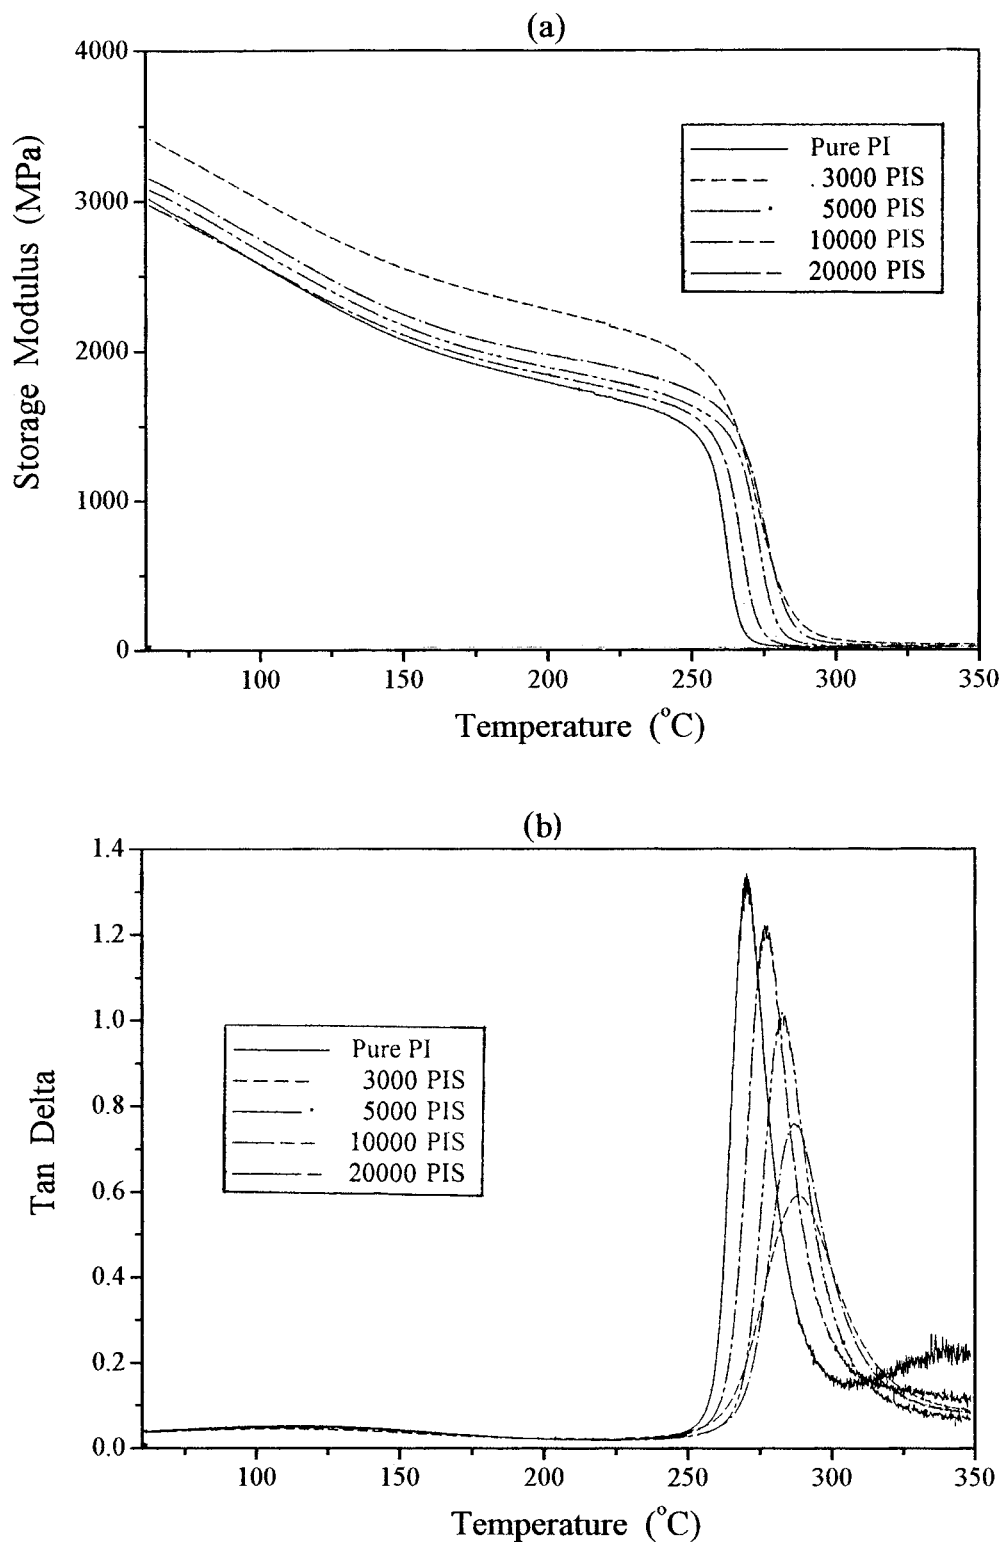 (a)
4000
3000
2000
1000
0
Storage Modulus (MPa)
Pure PI
3000 PIS
5000 PIS
10000 PIS
20000 PIS
100 150 200 250 300 350
Temperature (°C)
(b)
1.4
1.2
1.0
0.8
0.6
0.4
0.2
0.0
Tan Delta
Pure PI
3000 PIS
5000 PIS
10000 PIS
20000 PIS
100 150 200 250 300 350
Temperature (°C)